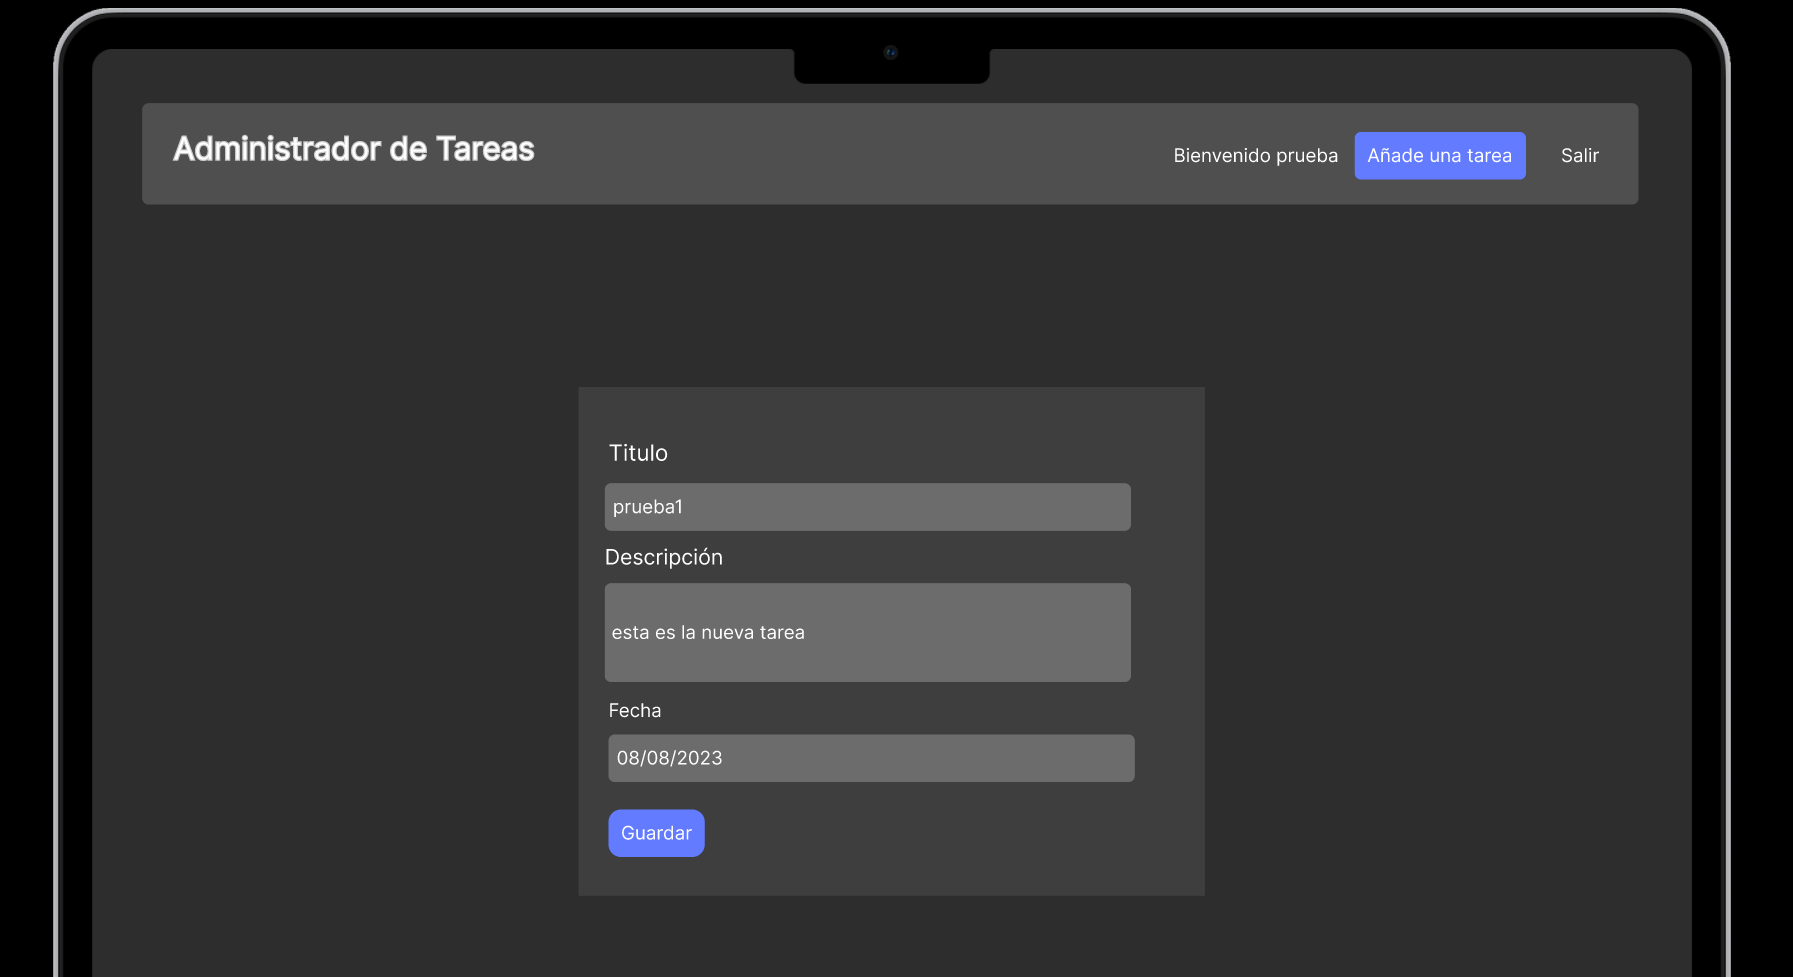 Administrador de Tareas
Bienvenido prueba
Añade una tarea
Salir
Titulo
prueba1
Descripción
esta es la nueva tarea
Fecha
08/08/2023
Guardar